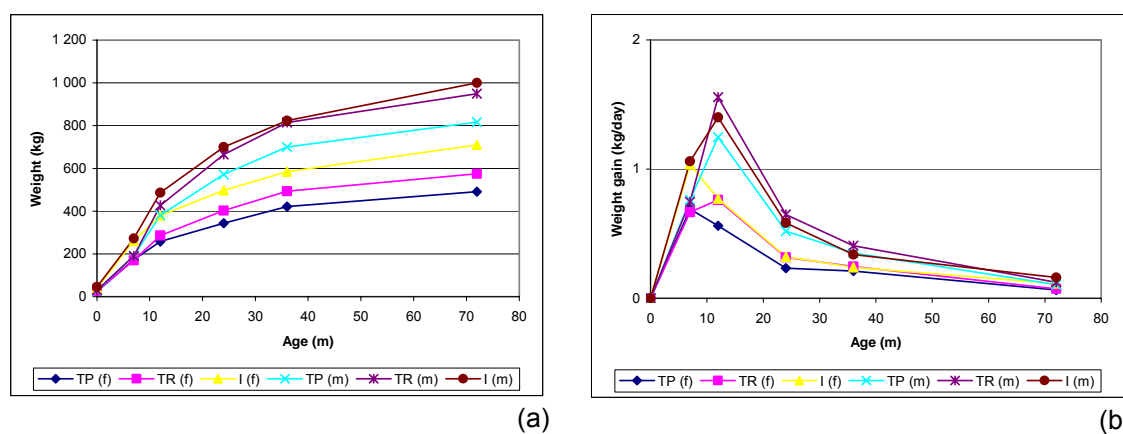 1 200
1 000
800
600
400
200
0
Weight (kg)
0 10 20 30 40 50 60 70 80
Age (m)
TP (f) TR (f) I (f) TP (m) TR (m) I (m)
(a)
2
1
0
Weight gain (kg/day)
0 10 20 30 40 50 60 70 80
Age (m)
TP (f) TR (f) I (f) TP (m) TR (m) I (m)
(b